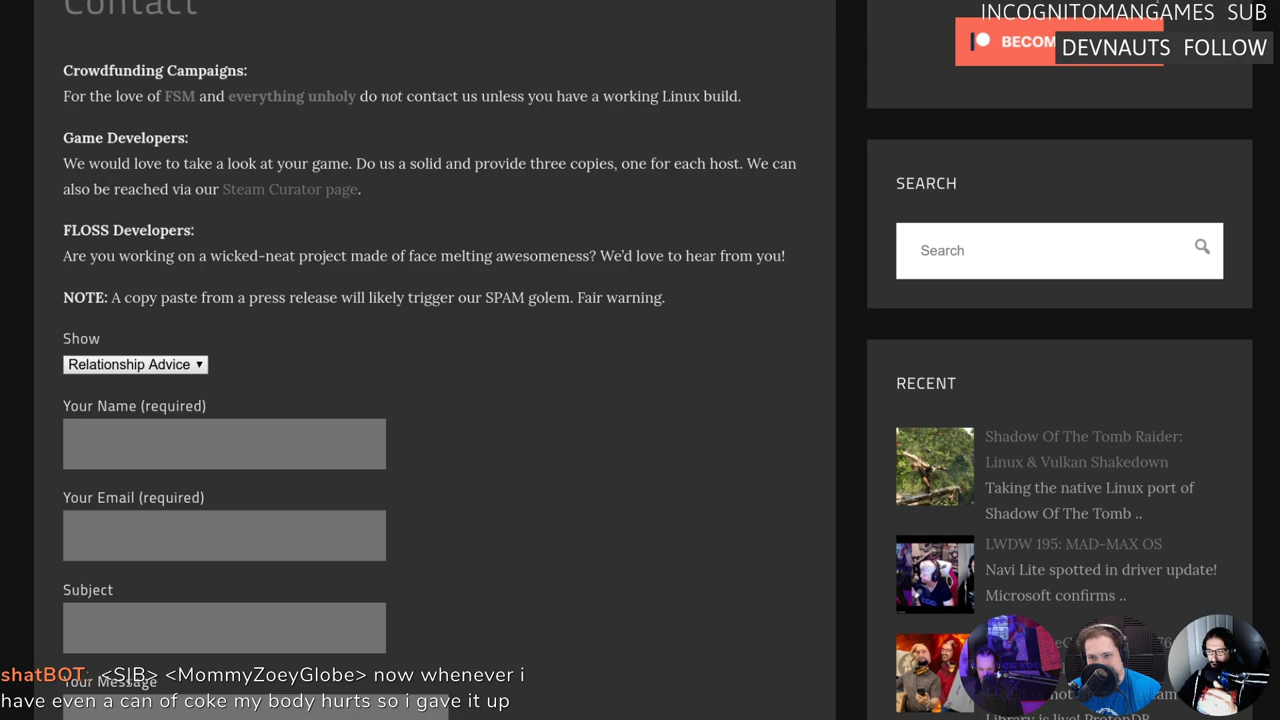 Contact
Crowdfunding Campaigns:
For the love of FSM and everything unholy do not contact us unless you have a working Linux build.
Game Developers:
We would love to take a look at your game. Do us a solid and provide three copies, one for each host. We can
also be reached via our Steam Curator page.
FLOSS Developers:
Are you working on a wicked-neat project made of face melting awesomeness? We'd love to hear from you!
NOTE: A copy paste from a press release will likely trigger our SPAM golem. Fair warning.
Show
Relationship Advice ▾
Your Name (required)
Your Email (required)
Subject
Your Message
shatBOT: <SIB> <MommyZoeyGlobe> now whenever i
have even a can of coke my body hurts so i gave it up
INCOGNITOMANGAMES SUB
BECOM
DEVNAUTS FOLLOW
SEARCH
Search
RECENT
Shadow Of The Tomb Raider:
Linux & Vulkan Shakedown
Taking the native Linux port of
Shadow Of The Tomb ..
LWDW 195: MAD-MAX OS
Navi Lite spotted in driver update!
Microsoft confirms ..
Library is live! ProtonDB